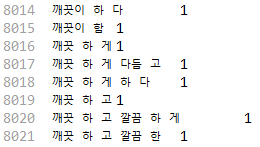 8014 깨끗이 하 다 1
8015 깨끗이 함 1
8016 깨끗 하 게 1
8017 깨끗 하 게 다듬 고 1
8018 깨끗 하 게 하 다 1
8019 깨끗 하 고 1
8020 깨끗 하 고 깔끔 하 게 1
8021 깨끗 하 고 깔끔 한 1